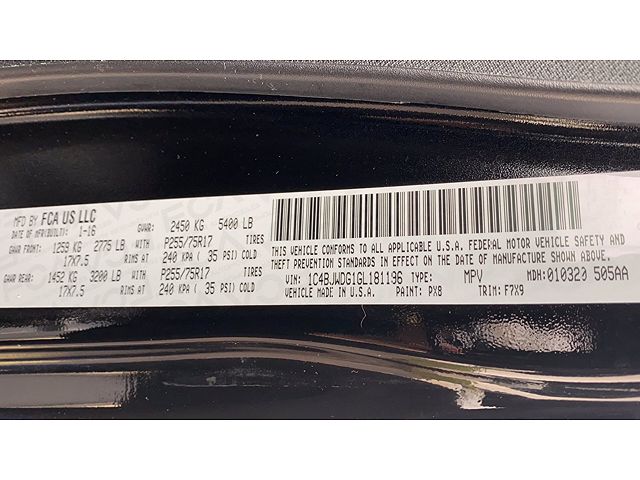 MFD BY FCA US LLC
DATE OF MFR(BUILT): 1-16 GVWR: 2450 KG 5400 LB
GAWR FRONT: 1259 KG 2775 LB WITH P255/75R17 TIRES
17X7.5 RIMS AT 240 KPA ( 35 PSI) COLD
GAWR REAR: 1452 KG 3200 LB WITH P255/75R17 TIRES
17X7.5 RIMS AT 240 KPA ( 35 PSI) COLD
THIS VEHICLE CONFORMS TO ALL APPLICABLE U.S.A. FEDERAL MOTOR VEHICLE SAFETY AND
THEFT PREVENTION STANDARDS IN EFFECT ON THE DATE OF MANUFACTURE SHOWN ABOVE.
VIN: 1C4BJWDG1GL181196 TYPE: MPV MDH: 010320 505AA
VEHICLE MADE IN U.S.A. PAINT: PX8 TRIM: F7X9